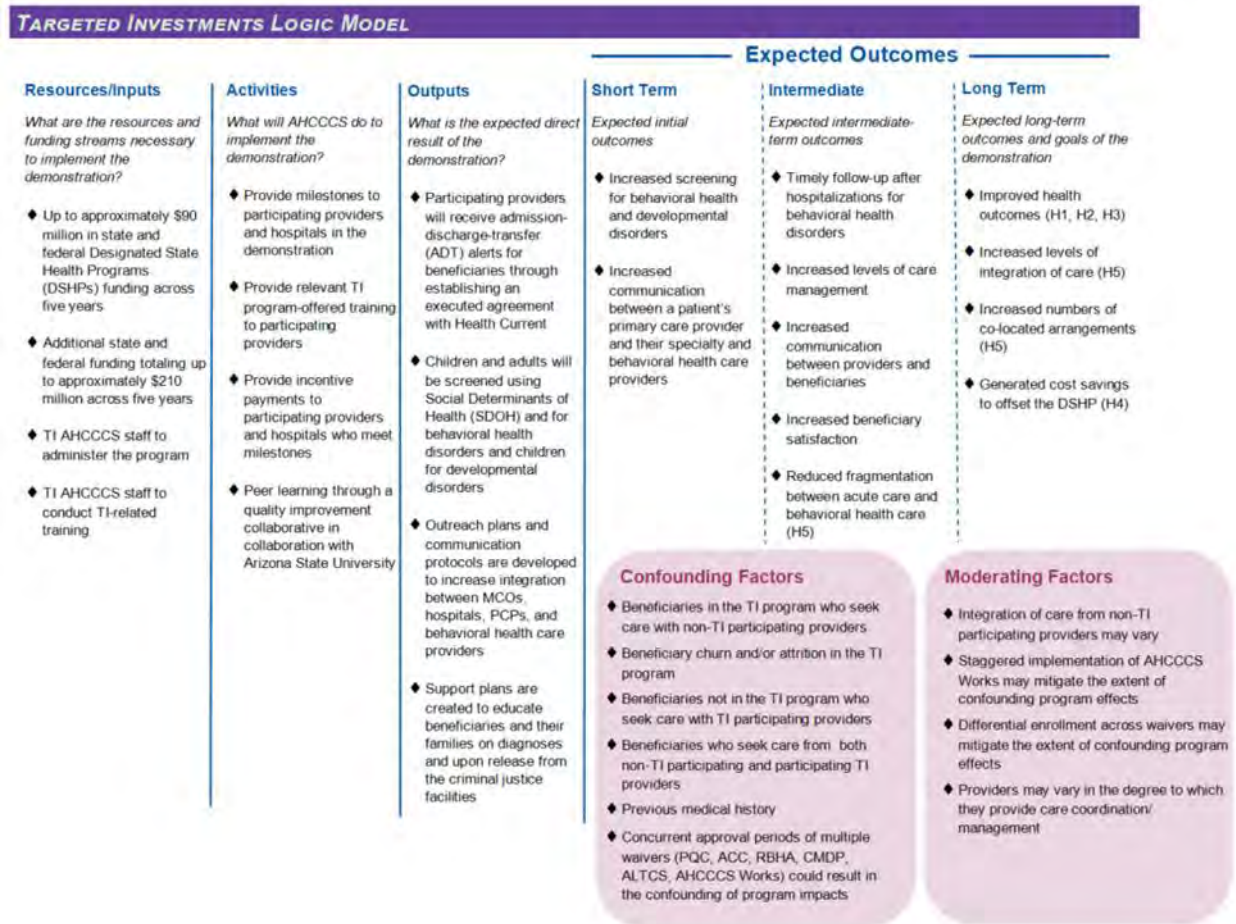 TARGETED INVESTMENTS LOGIC MODEL
Expected Outcomes
Resources/Inputs
What are the resources and
funding streams necessary
to implement the
demonstration?
♦ Up to approximately $90
million in state and
federal Designated State
Health Programs
(DSHPs) funding across
five years
♦ Additional state and
federal funding totaling up
to approximately $210
million across five years
♦ TI AHCCCS staff to
administer the program
♦ TI AHCCCS staff to
conduct TI-related
training
Activities
What will AHCCCS do to
implement the
demonstration?
♦ Provide milestones to
participating providers
and hospitals in the
demonstration
♦ Provide relevant TI
program-offered training
to participating
providers
♦ Provide incentive
payments to
participating providers
and hospitals who meet
milestones
♦ Peer learning through a
quality improvement
collaborative in
collaboration with
Arizona State University
Outputs
What is the expected direct
result of the
demonstration?
♦ Participating providers
will receive admission-
discharge-transfer
(ADT) alerts for
beneficiaries through
establishing an
executed agreement
with Health Current
♦ Children and adults will
be screened using
Social Determinants of
Health (SDOH) and for
behavioral health
disorders and children
for developmental
disorders
♦ Outreach plans and
communication
protocols are developed
to increase integration
between MCOs,
hospitals, PCPs, and
behavioral health care
providers
♦ Support plans are
created to educate
beneficiaries and their
families on diagnoses
and upon release from
the criminal justice
facilities
Short Term
Expected initial
outcomes
♦ Increased screening
for behavioral health
and developmental
disorders
♦ Increased
communication
between a patient's
primary care provider
and their specialty and
behavioral health care
providers
Intermediate
Expected intermediate-
term outcomes
♦ Timely follow-up after
hospitalizations for
behavioral health
disorders
♦ Increased levels of care
management
♦ Increased
communication
between providers and
beneficiaries
♦ Increased beneficiary
satisfaction
♦ Reduced fragmentation
between acute care and
behavioral health care
(H5)
Long Term
Expected long-term
outcomes and goals of the
demonstration
♦ Improved health
outcomes (H1, H2, H3)
♦ Increased levels of
integration of care (H5)
♦ Increased numbers of
co-located arrangements
(H5)
♦ Generated cost savings
to offset the DSHP (H4)
Confounding Factors
♦ Beneficiaries in the TI program who seek
care with non-TI participating providers
♦ Beneficiary churn and/or attrition in the TI
program
♦ Beneficiaries not in the TI program who
seek care with TI participating providers
♦ Beneficiaries who seek care from both
non-TI participating and participating TI
providers
♦ Previous medical history
♦ Concurrent approval periods of multiple
waivers (PQC, ACC, RBHA, CMDP,
ALTCS, AHCCCS Works) could result in
the confounding of program impacts
Moderating Factors
♦ Integration of care from non-TI
participating providers may vary
♦ Staggered implementation of AHCCCS
Works may mitigate the extent of
confounding program effects
♦ Differential enrollment across waivers may
mitigate the extent of confounding program
effects
♦ Providers may vary in the degree to which
they provide care coordination/
management